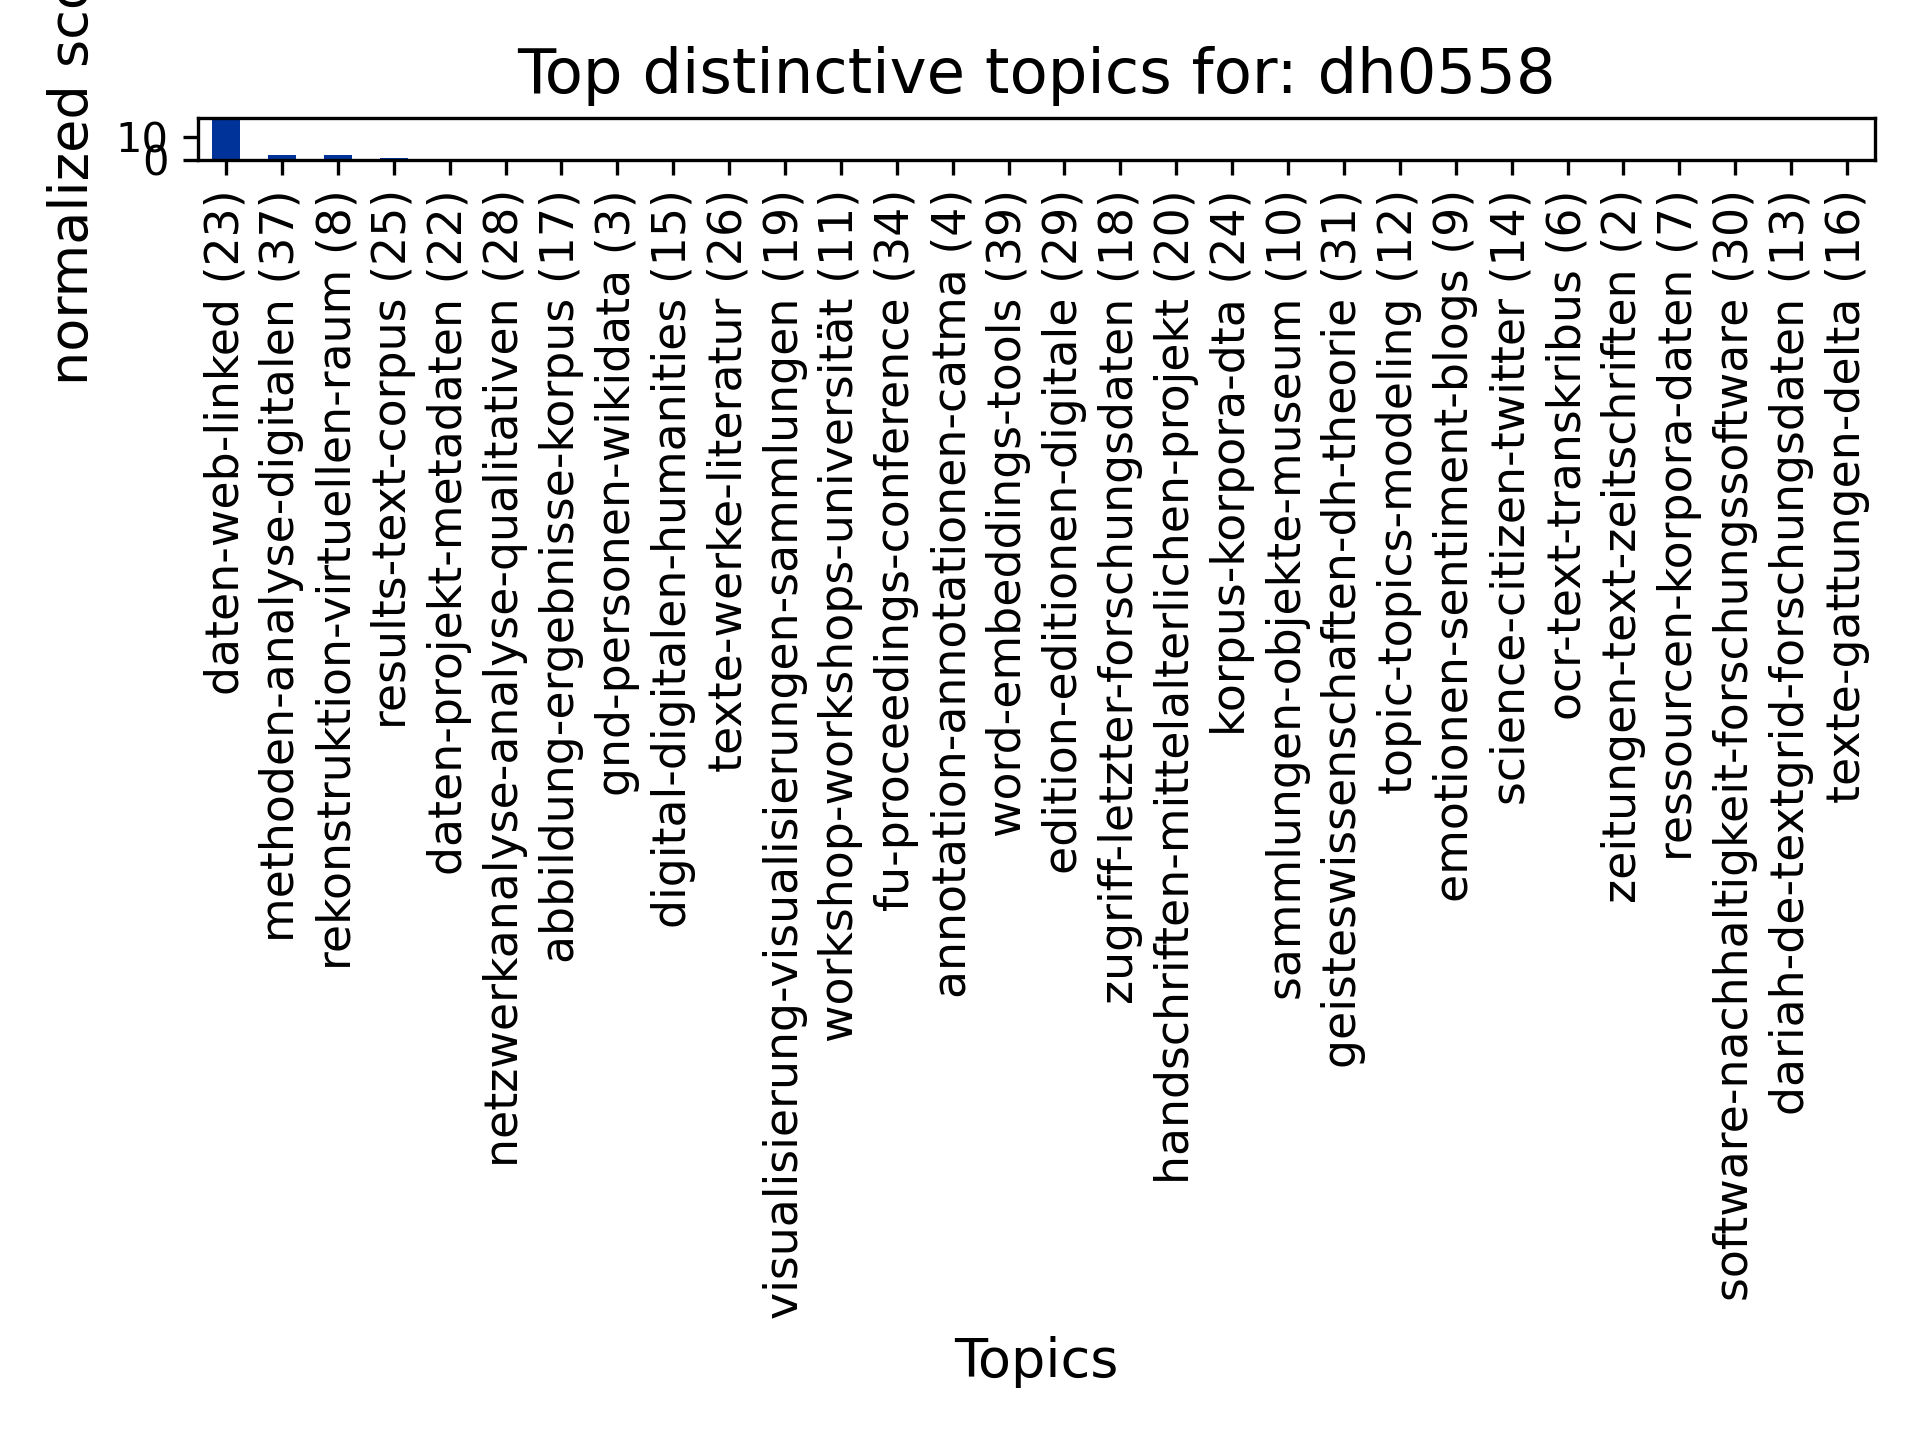 Top distinctive topics for: dh0558
normalized
10
0
daten-web-linked (23)
methoden-analyse-digitalen (37)
rekonstruktion-virtuellen-raum (8)
results-text-corpus (25)
daten-projekt-metadaten (22)
netzwerkanalyse-analyse-qualitativen (28)
abbildung-ergebnisse-korpus (17)
gnd-personen-wikidata (3)
digital-digitalen-humanities (15)
texte-werke-literatur (26)
visualisierung-visualisierungen-sammlungen (19)
workshop-workshops-universität (11)
fu-proceedings-conference (34)
annotation-annotationen-catma (4)
word-embeddings-tools (39)
edition-editionen-digitale (29)
zugriff-letzter-forschungsdaten (18)
handschriften-mittelalterlichen-projekt (20)
korpus-korpora-dta (24)
sammlungen-objekte-museum (10)
geisteswissenschaften-dh-theorie (31)
topic-topics-modeling (12)
emotionen-sentiment-blogs (9)
science-citizen-twitter (14)
ocr-text-transkribus (6)
zeitungen-text-zeitschriften (2)
ressourcen-korpora-daten (7)
software-nachhaltigkeit-forschungssoftware (30)
dariah-de-textgrid-forschungsdaten (13)
texte-gattungen-delta (16)
Topics